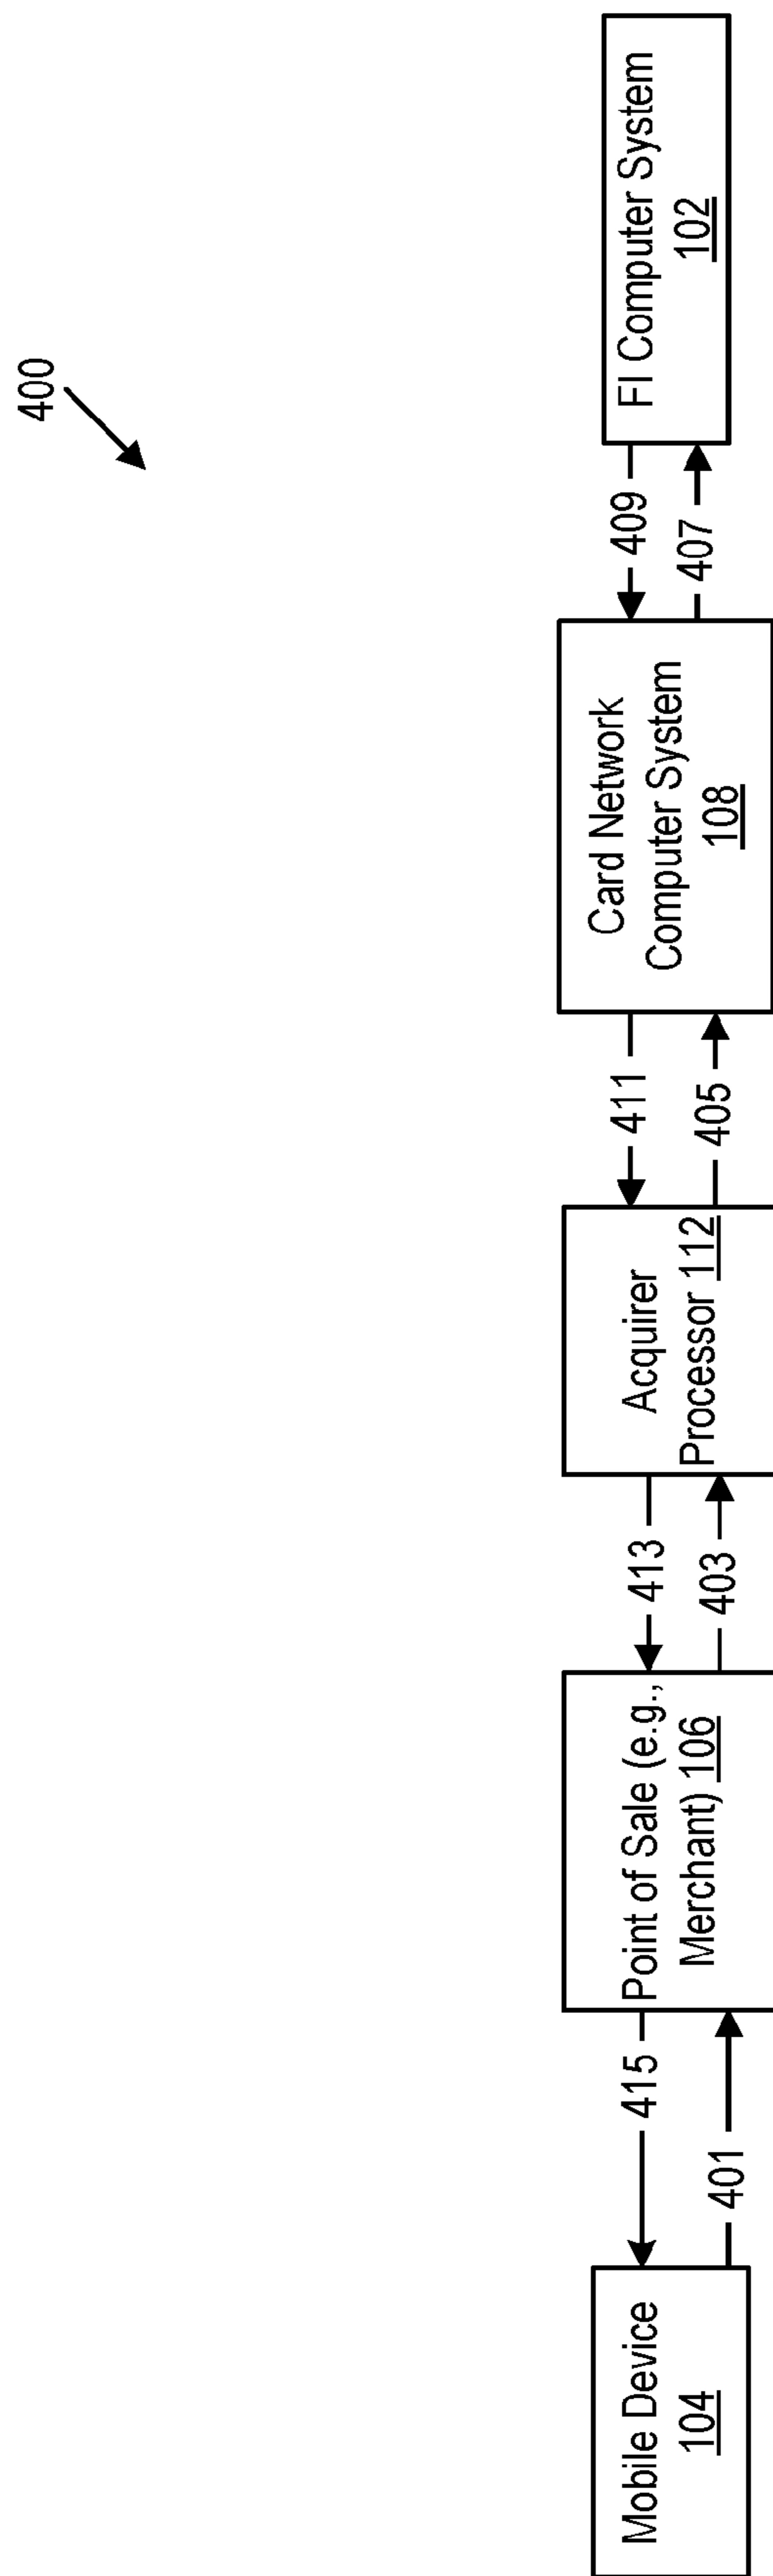 400
Mobile Device
104
415
401
Point of Sale (e.g.,
Merchant) 106
413
403
Acquirer
Processor 112
411
405
Card Network
Computer System
108
409
407
FI Computer System
102